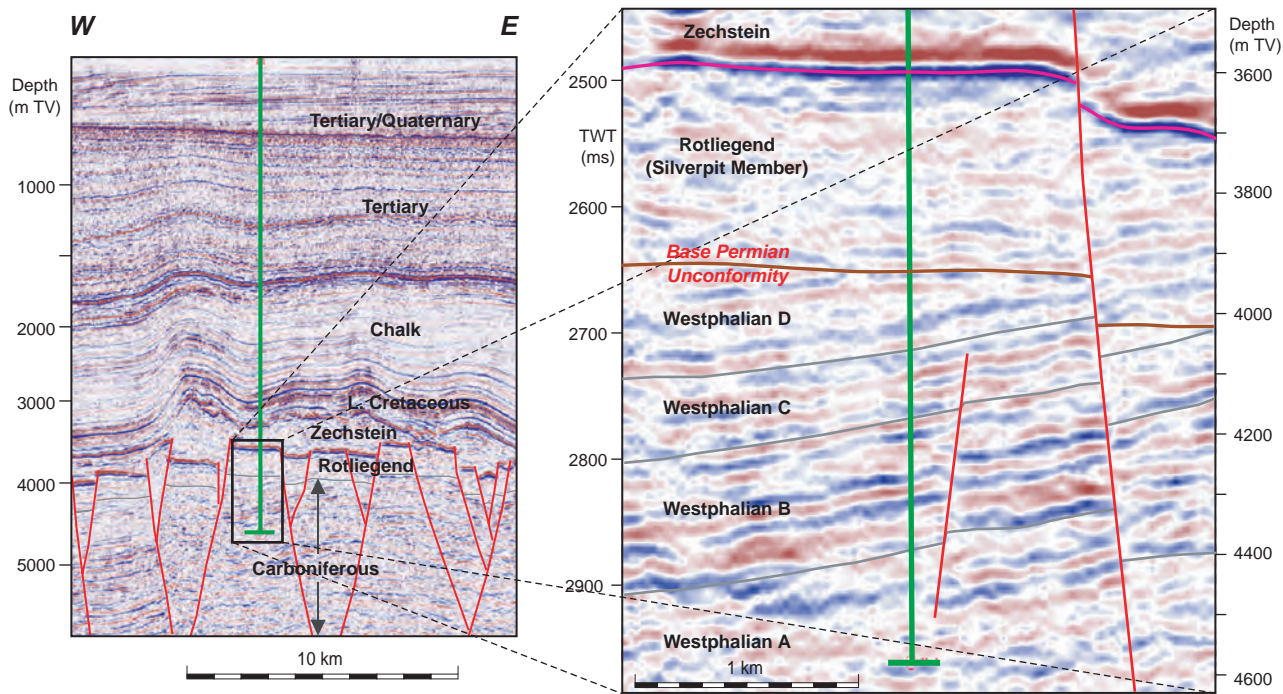 W
E
Depth
(m TV)
1000
2000
3000
4000
5000
Tertiary/Quaternary
Tertiary
Chalk
L. Cretaceous
Zechstein
Rotliegend
Carboniferous
10 km
TWT
(ms)
2500
2600
2700
2800
2900
Zechstein
Rotliegend
(Silverpit Member)
Base Permian
Unconformity
Westphalian D
Westphalian C
Westphalian B
Westphalian A
1 km
Depth
(m TV)
3600
3800
4000
4200
4400
4600